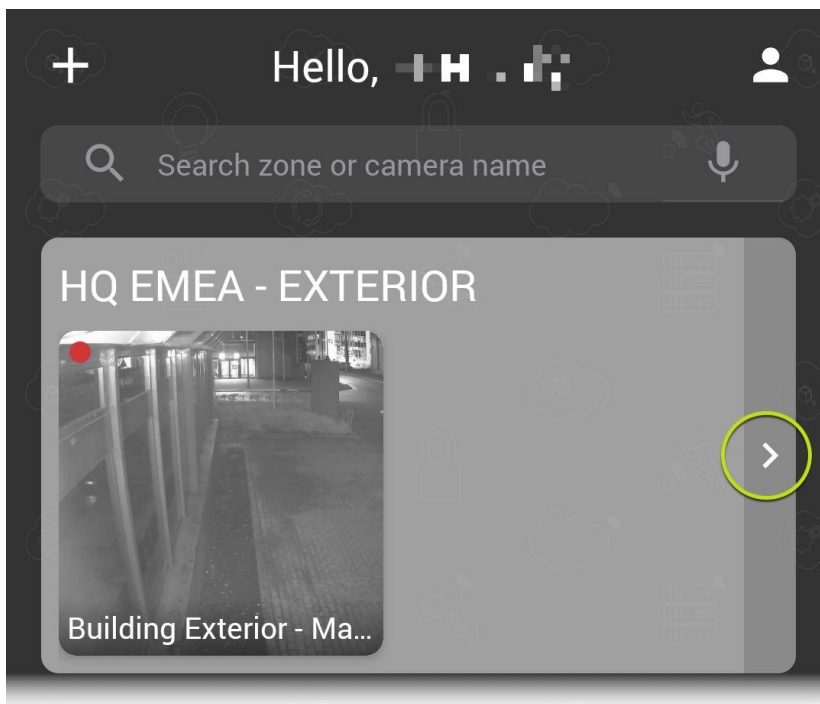 Hello,
Search zone or camera name
HQ EMEA - EXTERIOR
Building Exterior - Ma...